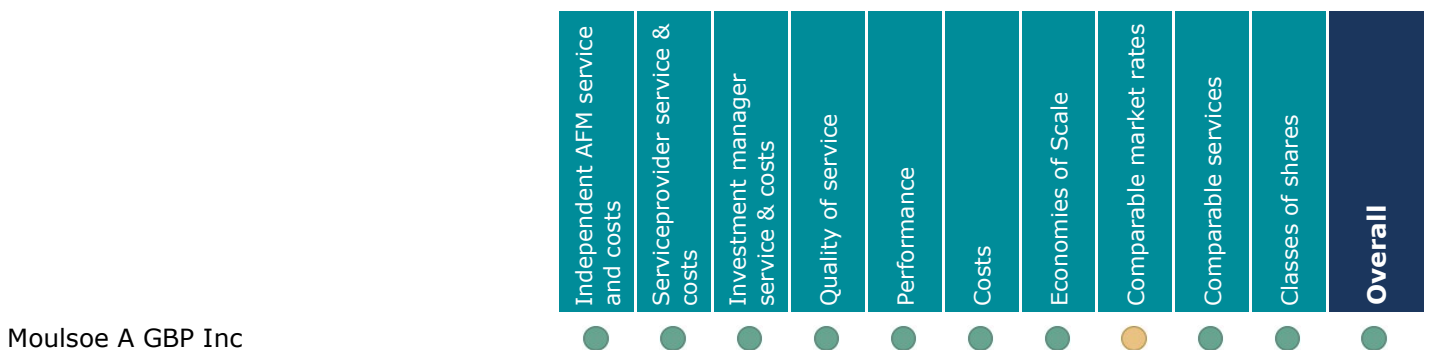 Independent AFM service
and costs
Serviceprovider service &
costs
Investment manager
service & costs
Quality of service
Performance
Costs
Economies of Scale
Comparable market rates
Comparable services
Classes of shares
Overall
Moulsoe A GBP Inc